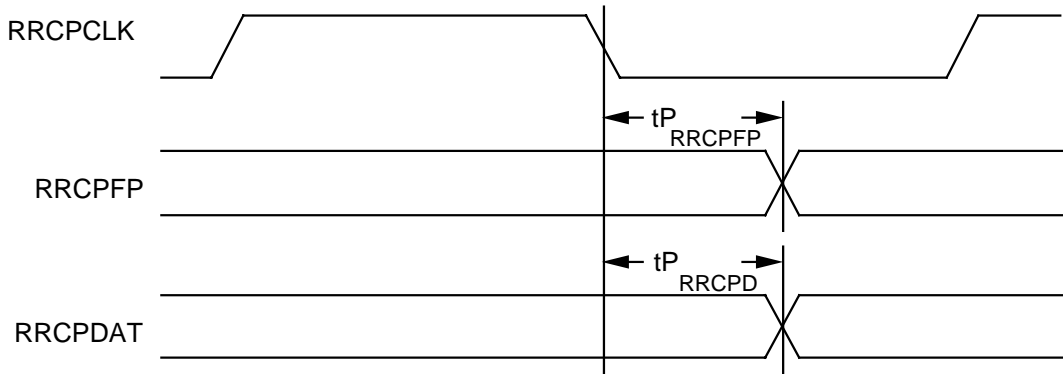 RRCPCLK
tP
RRCPFP
RRCPFP
tP
RRCPD
RRCPDAT